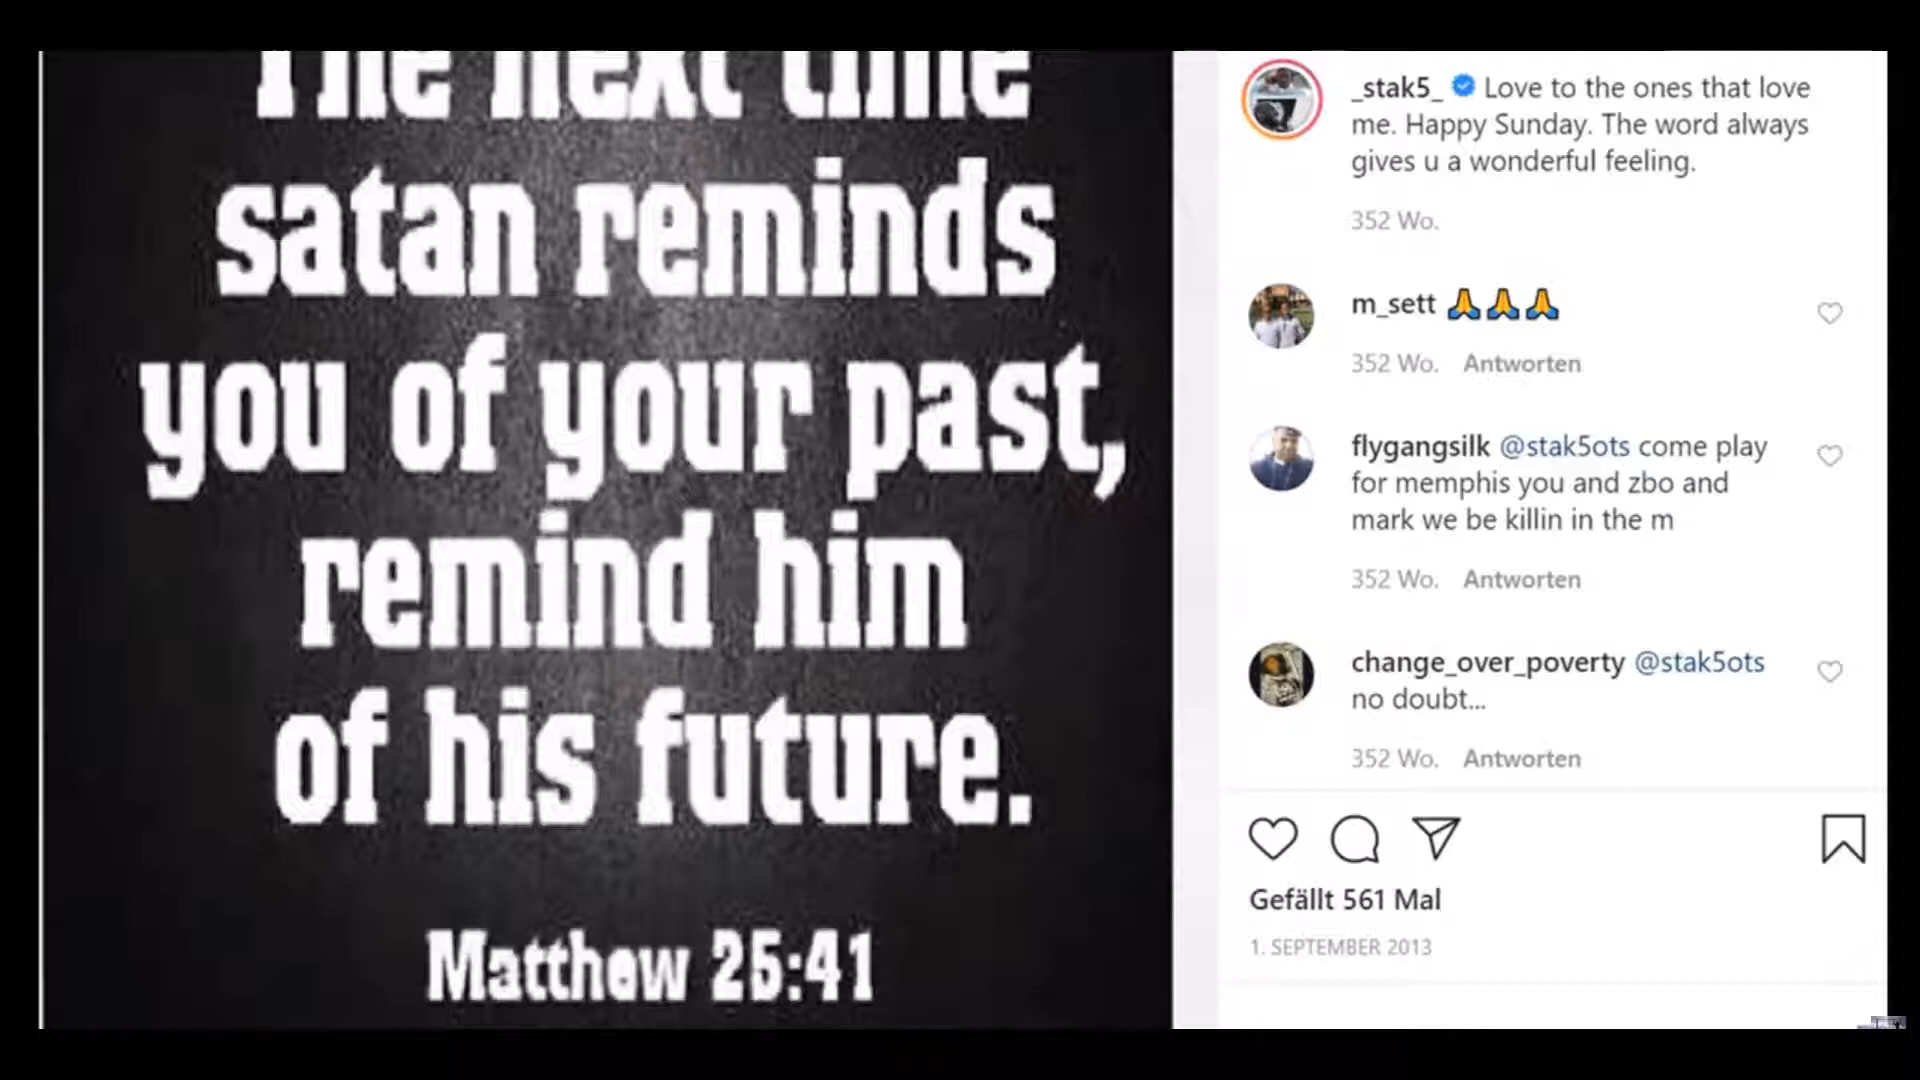 The next time
satan reminds
you of your past,
remind him
of his future.
Matthew 25:41
_stak5_ Love to the ones that love
me. Happy Sunday. The word always
gives u a wonderful feeling.
352 Wo.
m_sett 🙏🙏🙏
352 Wo. Antworten
flygangsilk @stak5ots come play
for memphis you and zbo and
mark we be killin in the m
352 Wo. Antworten
change_over_poverty @stak5ots
no doubt...
352 Wo. Antworten
Gefällt 561 Mal
1. SEPTEMBER 2013